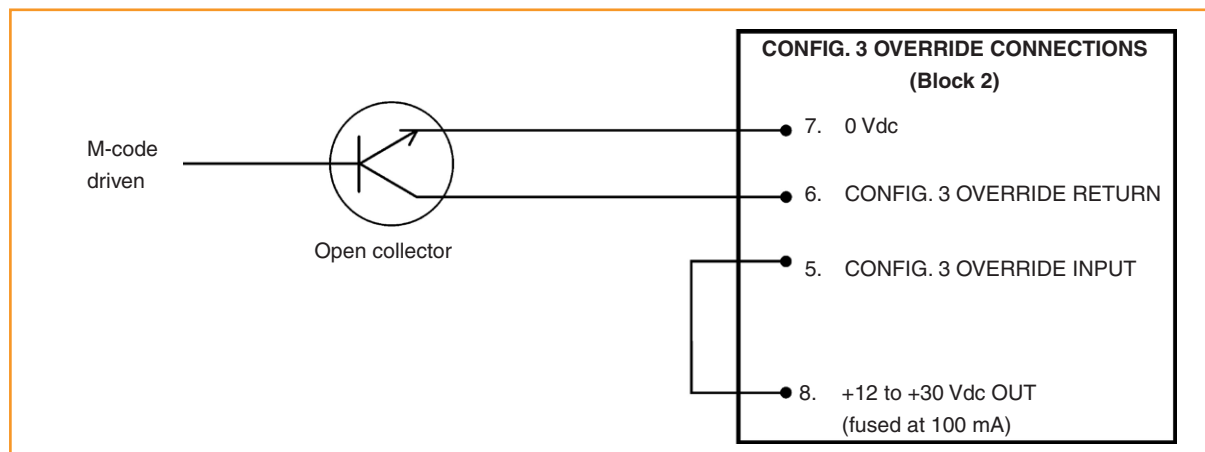 CONFIG. 3 OVERRIDE CONNECTIONS
(Block 2)
M-code
driven
Open collector
7. 0 Vdc
6. CONFIG. 3 OVERRIDE RETURN
5. CONFIG. 3 OVERRIDE INPUT
8. +12 to +30 Vdc OUT
(fused at 100 mA)